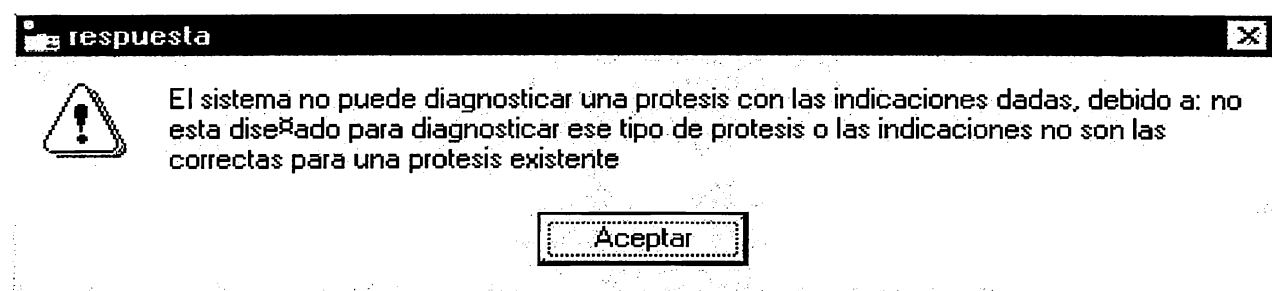 respuesta
El sistema no puede diagnosticar una protesis con las indicaciones dadas, debido a: no
esta dise¤ado para diagnosticar ese tipo de protesis o las indicaciones no son las
correctas para una protesis existente
Aceptar